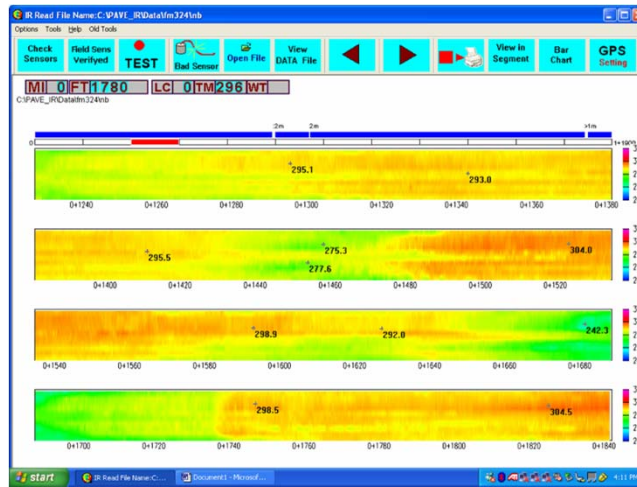 IR Read File Name:C:\PAVE_IR\Data\fm324\nb
Options Tools Help Old Tools
Check Sensors
Field Sens Verifyed
TEST
Bad Sensor
Open File
View DATA File
View in Segment
Bar Chart
GPS Setting
MI 0 FT 1780 LC 0 TM 296 WT
C:\PAVE_IR\Data\fm324\nb
2m 2m >1m
0
295.1 293.0
0+1240 0+1260 0+1280 0+1300 0+1320 0+1340 0+1360 0+1380
295.5 275.3 277.6 304.0
0+1400 0+1420 0+1440 0+1460 0+1480 0+1500 0+1520
298.9 292.0 242.3
0+1540 0+1560 0+1580 0+1600 0+1620 0+1640 0+1660 0+1680
298.5 304.5
0+1700 0+1720 0+1740 0+1760 0+1780 0+1800 0+1820 0+1840
start IR Read File Name:C:... Document1 - Microsof... 4:11 PM